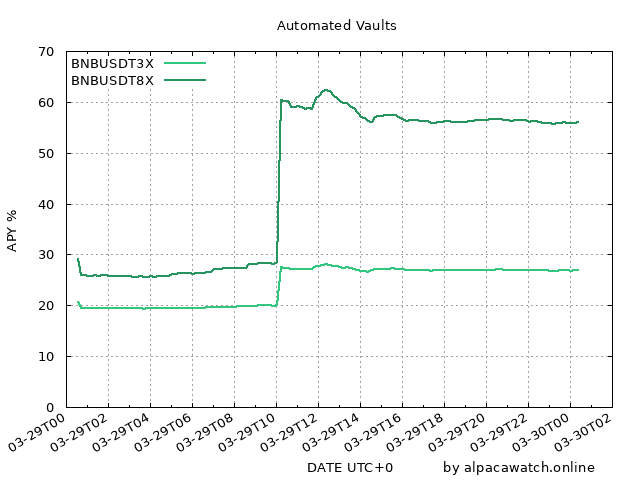 Automated Vaults
BNBUSDT3X
BNBUSDT8X
APY %
70
60
50
40
30
20
10
0
03-29T00
03-29T02
03-29T04
03-29T06
03-29T08
03-29T10
03-29T12
03-29T14
03-29T16
03-29T18
03-29T20
03-29T22
03-30T00
03-30T02
DATE UTC+0
by alpacawatch.online